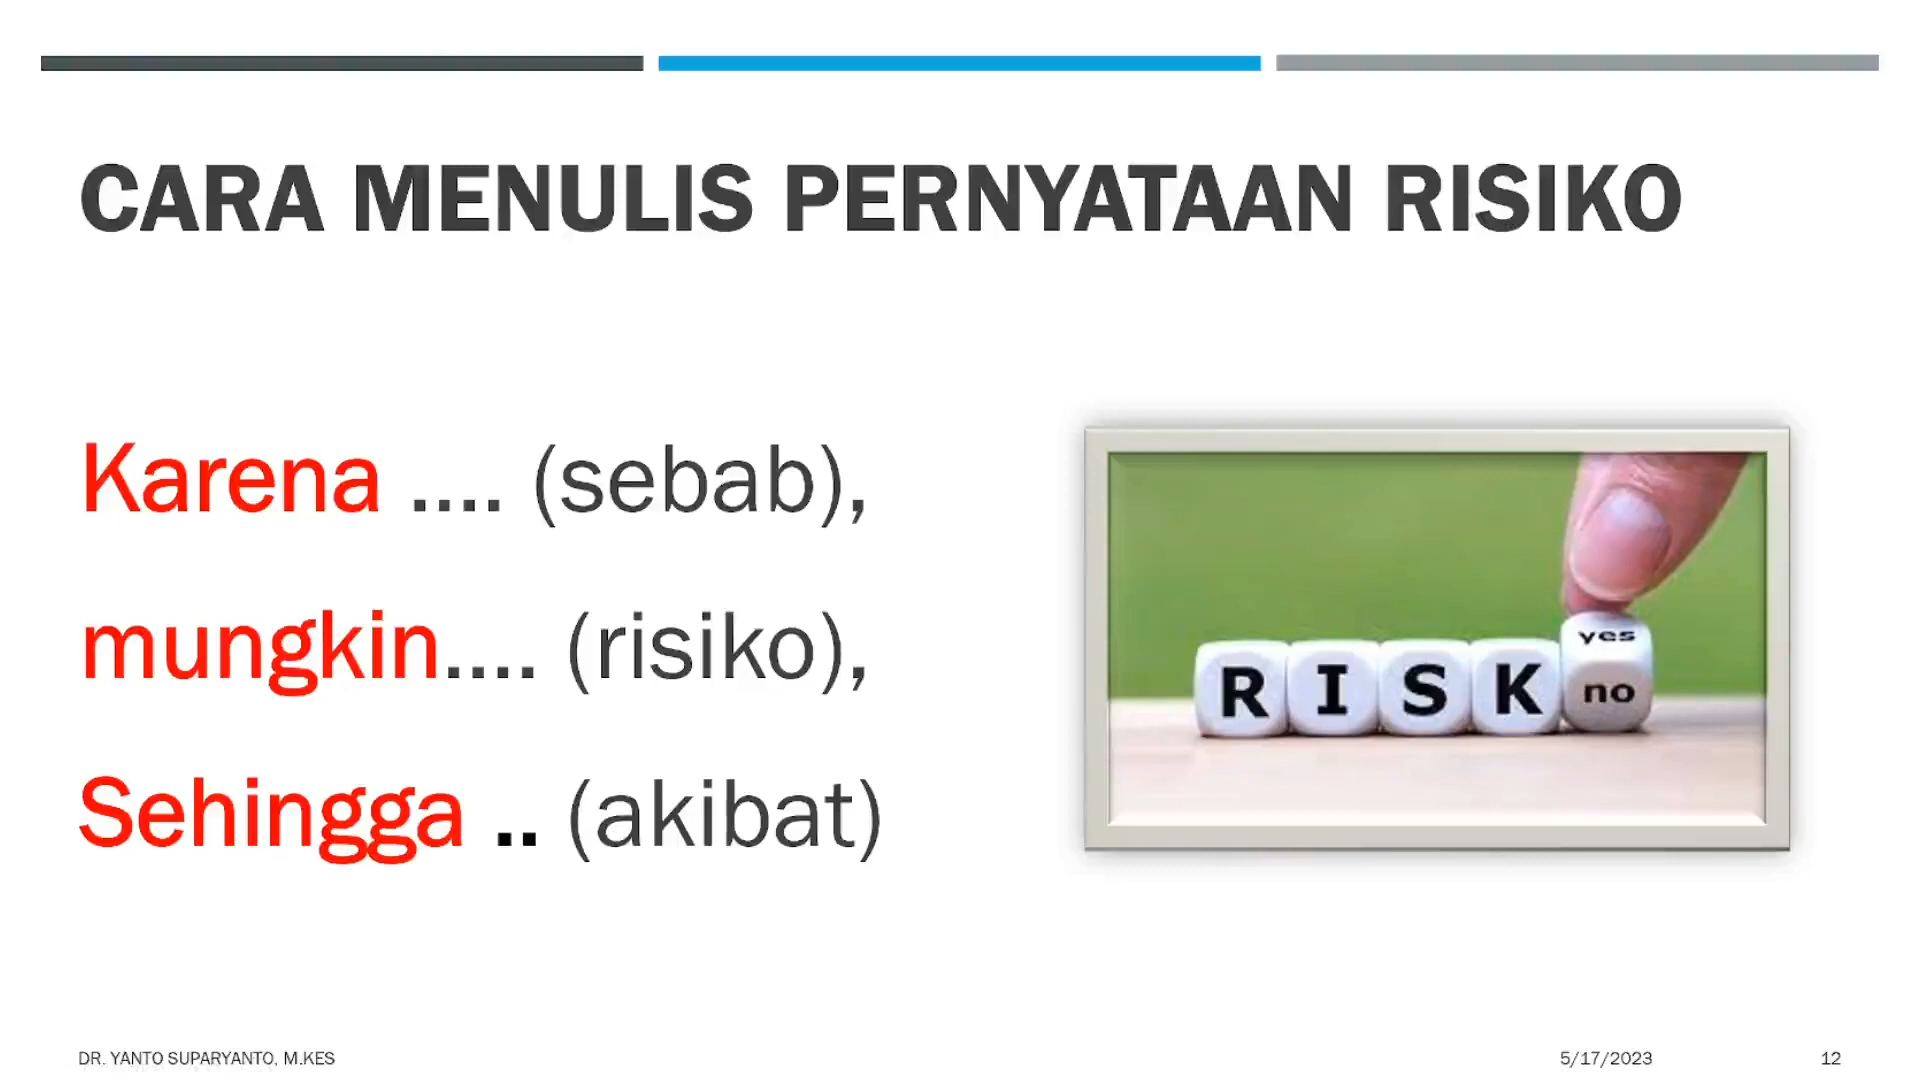 CARA MENULIS PERNYATAAN RISIKO
Karena .... (sebab),
mungkin.... (risiko),
Sehingga .. (akibat)
RISK
yes
no
DR. YANTO SUPARYANTO, M.KES
5/17/2023
12